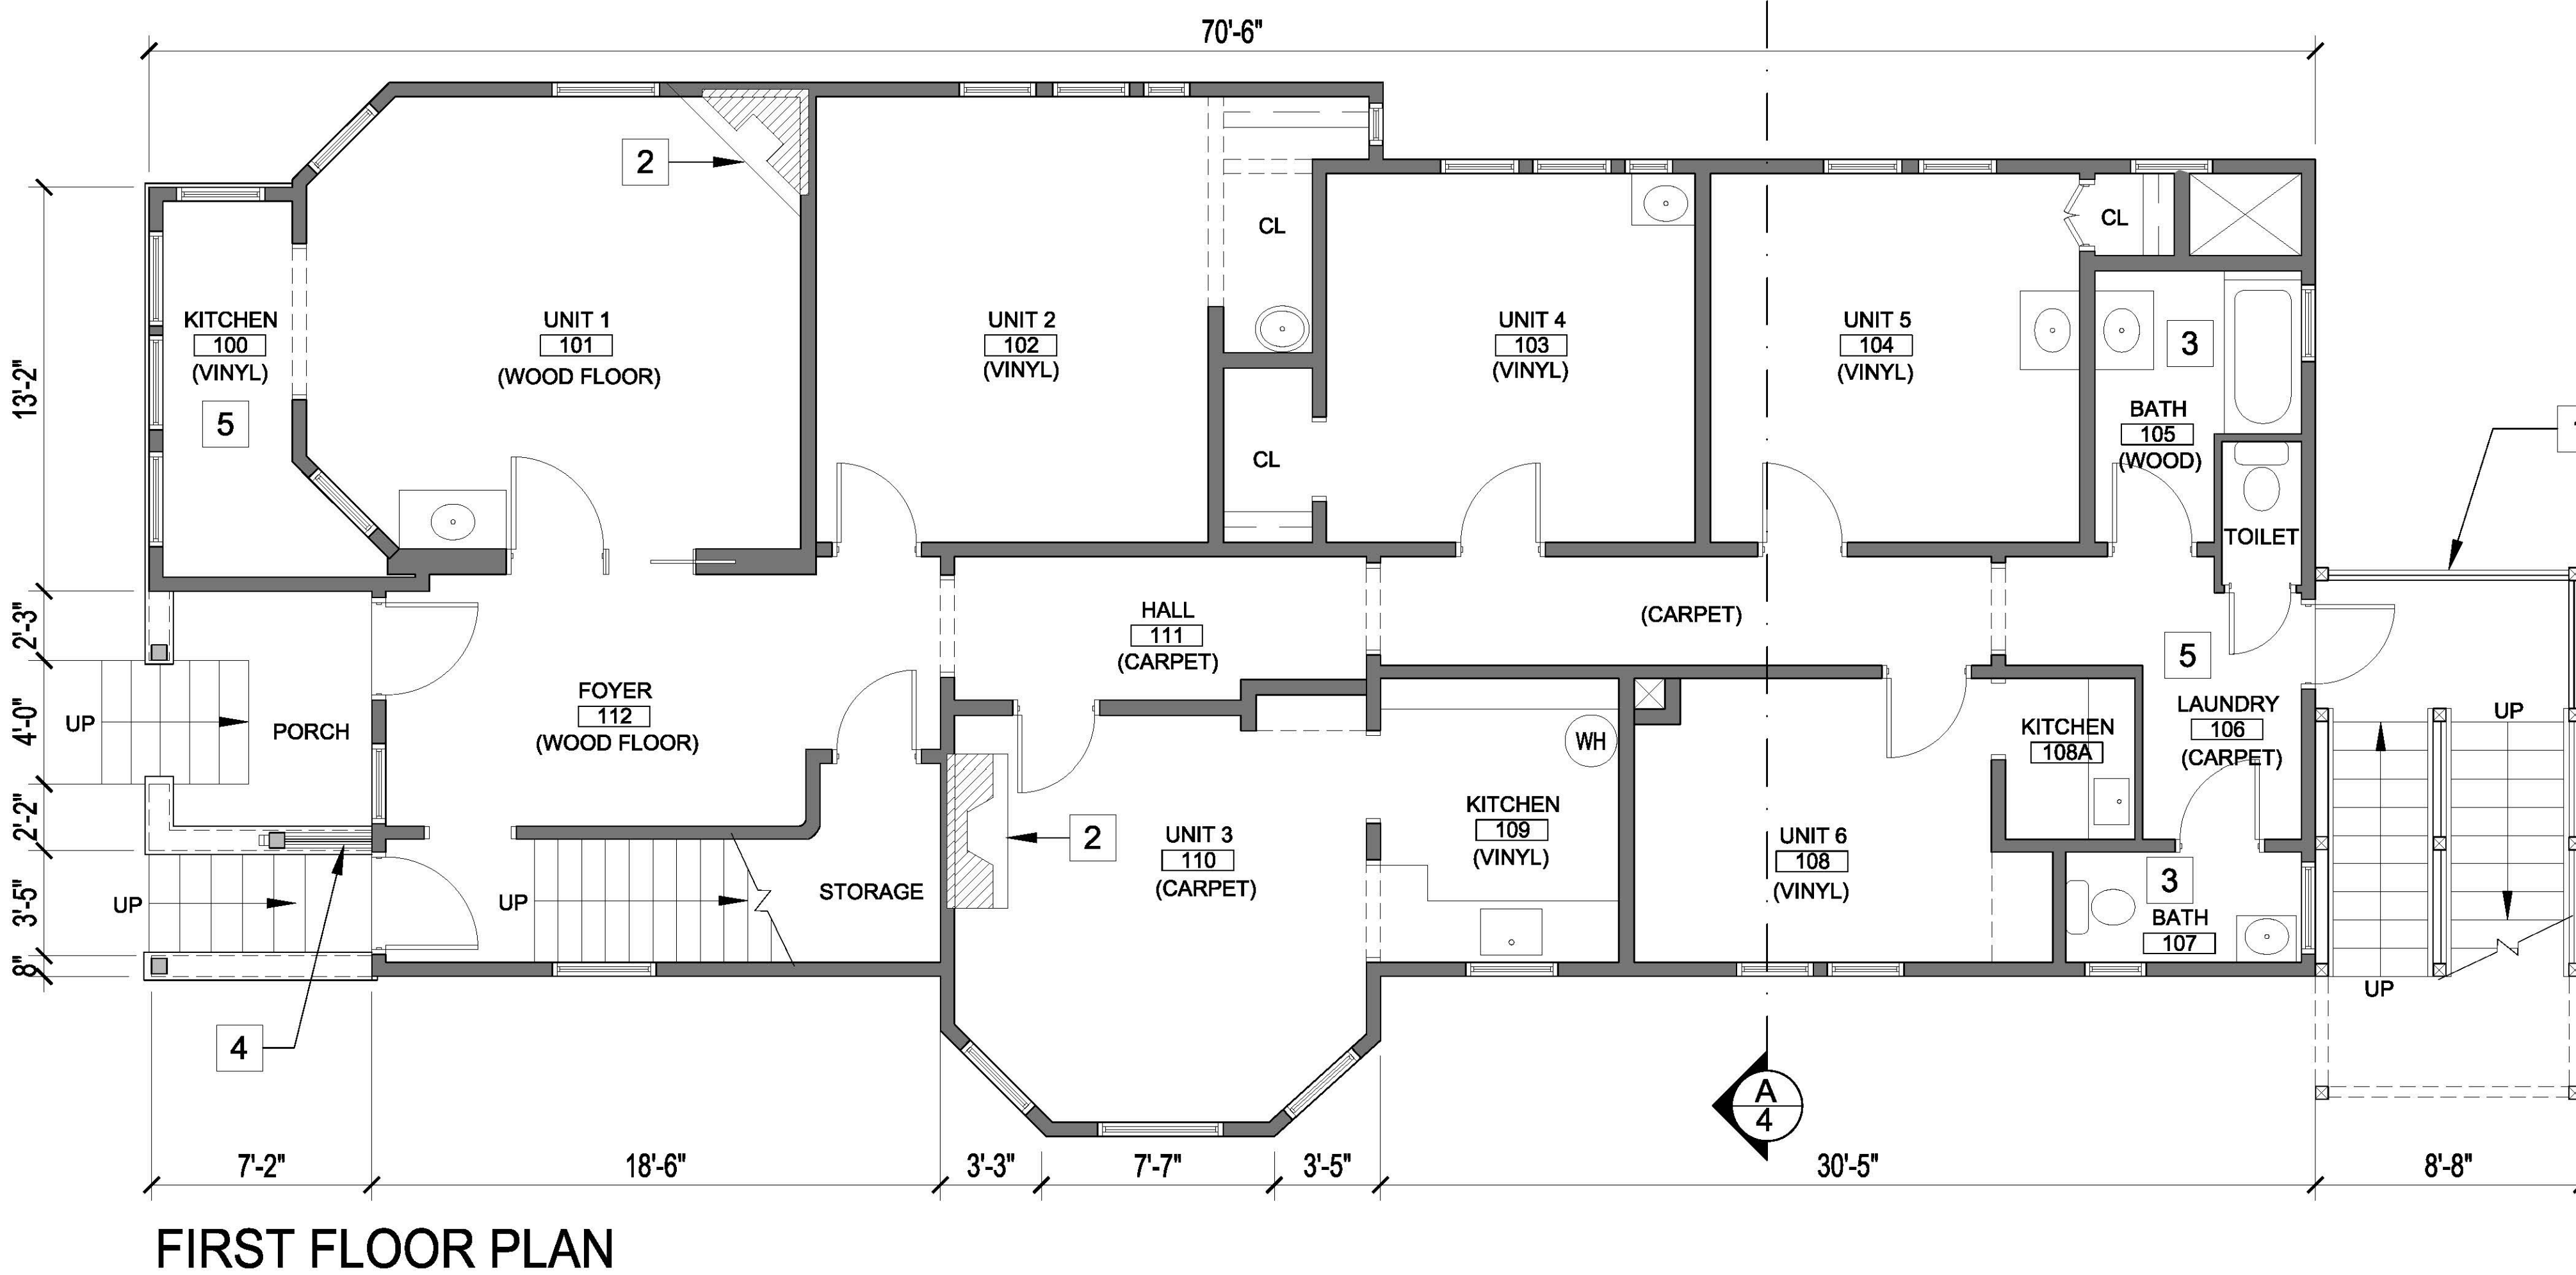 70'-6"
2
CL
CL
KITCHEN
100
(VINYL)
5
UNIT 1
101
(WOOD FLOOR)
UNIT 2
102
(VINYL)
UNIT 4
103
(VINYL)
UNIT 5
104
(VINYL)
3
BATH
105
(WOOD)
CL
TOILET
13'-2"
2'-3"
4'-0"
2'-2"
3'-5"
8"
HALL
111
(CARPET)
(CARPET)
5
LAUNDRY
106
(CARPET)
UP
PORCH
FOYER
112
(WOOD FLOOR)
WH
KITCHEN
108A
UP
KITCHEN
109
(VINYL)
2
UNIT 3
110
(CARPET)
UNIT 6
108
(VINYL)
UP
UP
STORAGE
3
BATH
107
UP
4
A
4
7'-2"
18'-6"
3'-3"
7'-7"
3'-5"
30'-5"
8'-8"
FIRST FLOOR PLAN